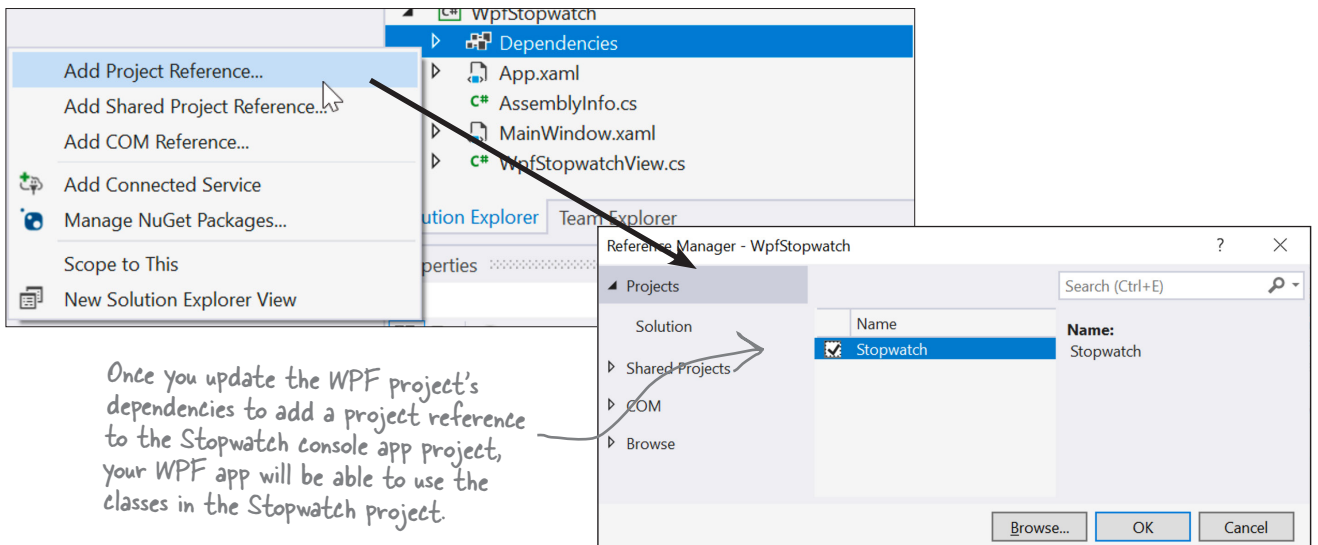 WpfStopwatch
Dependencies
Add Project Reference...
App.xaml
Add Shared Project Reference...
C# AssemblyInfo.cs
Add COM Reference...
MainWindow.xaml
C# WpfStopwatchView.cs
Add Connected Service
Manage NuGet Packages...
ution Explorer
Team Explorer
Scope to This
perties
New Solution Explorer View
Reference Manager - WpfStopwatch
?
Projects
Search (Ctrl+E)
Solution
Name
Name:
Stopwatch
Stopwatch
Shared Projects
COM
Browse
Browse...
OK
Cancel
Once you update the WPF project's
dependencies to add a project reference
to the Stopwatch console app project,
your WPF app will be able to use the
classes in the Stopwatch project.